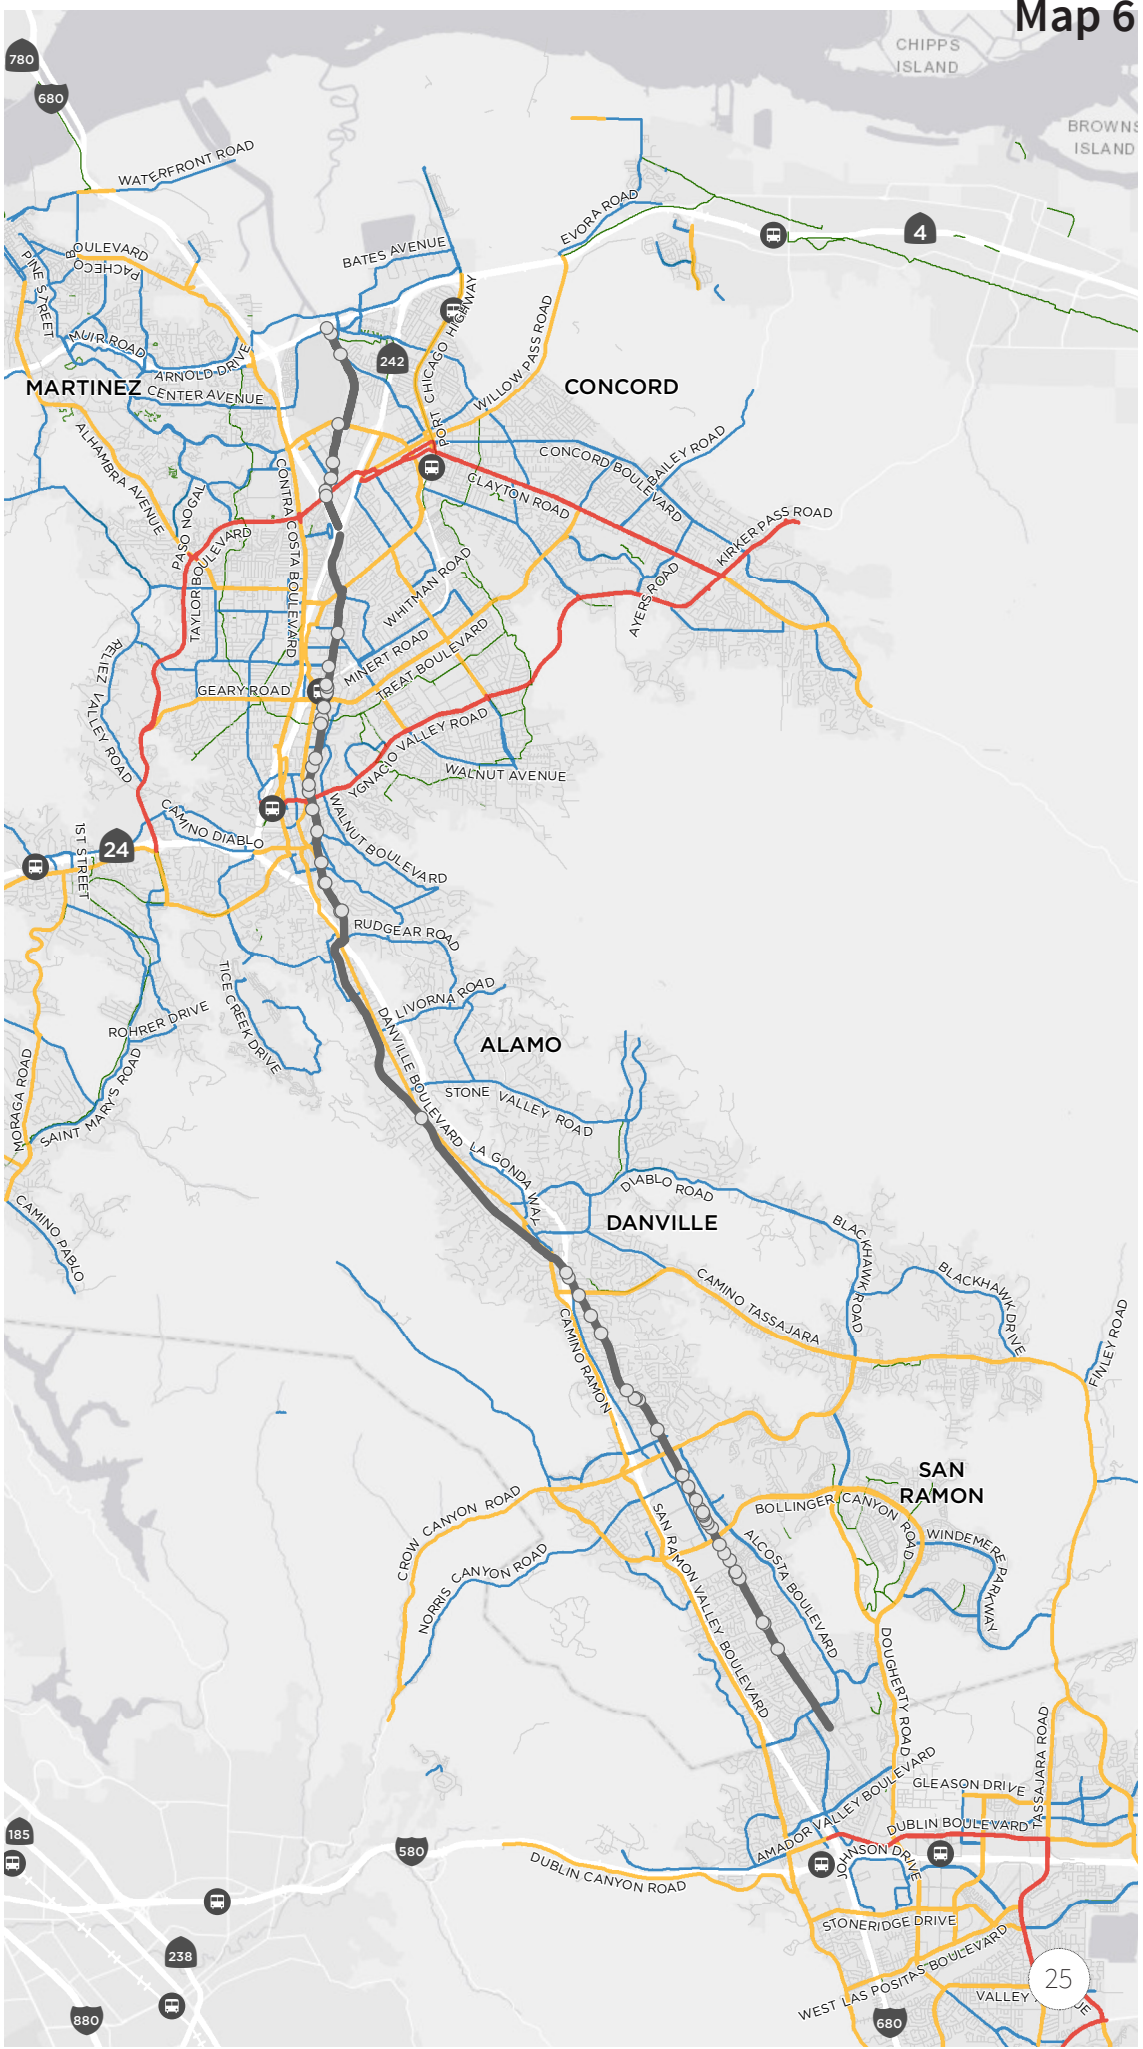 Map 6
CHIPPS
ISLAND
780
680
BROWNS
ISLAND
WATERFRONT ROAD
EVORA ROAD
4
BOULEVARD
PACHECO
BATES AVENUE
PINE STREET
PORT CHICAGO HIGHWAY
WILLOW PASS ROAD
MUIR ROAD
242
ARNOLD DRIVE
MARTINEZ
CENTER AVENUE
CONCORD
ALHAMBRA AVENUE
CONTRA COSTA BOULEVARD
CONCORD BOULEVARD
BAILEY ROAD
CLAYTON ROAD
PASO NOGAL
KIRKER PASS ROAD
TAYLOR BOULEVARD
WHITMAN ROAD
AYERS ROAD
MINERT ROAD
TREAT BOULEVARD
RELIEZ VALLEY ROAD
GEARY ROAD
YGNACIO VALLEY ROAD
WALNUT AVENUE
CAMINO DIABLO
WALNUT BOULEVARD
1ST STREET
24
RUDGEAR ROAD
TICE CREEK DRIVE
LIVORNA ROAD
ROHRER DRIVE
DANVILLE BOULEVARD
ALAMO
MORAGA ROAD
SAINT MARY'S ROAD
STONE VALLEY ROAD
LA GONDA WAY
DIABLO ROAD
CAMINO PABLO
DANVILLE
BLACKHAWK ROAD
BLACKHAWK DRIVE
CAMINO TASSAJARA
FINLEY ROAD
CAMINO RAMON
SAN
RAMON
CROW CANYON ROAD
BOLLINGER CANYON ROAD
NORRIS CANYON ROAD
SAN RAMON VALLEY BOULEVARD
ALCOSTA BOULEVARD
WINDEMERE PARKWAY
DOUGHERTY ROAD
TASSAJARA ROAD
AMADOR VALLEY BOULEVARD
GLEASON DRIVE
DUBLIN BOULEVARD
185
580
DUBLIN CANYON ROAD
JOHNSON DRIVE
STONERIDGE DRIVE
238
WEST LAS POSITAS BOULEVARD
25
VALLEY
880
680